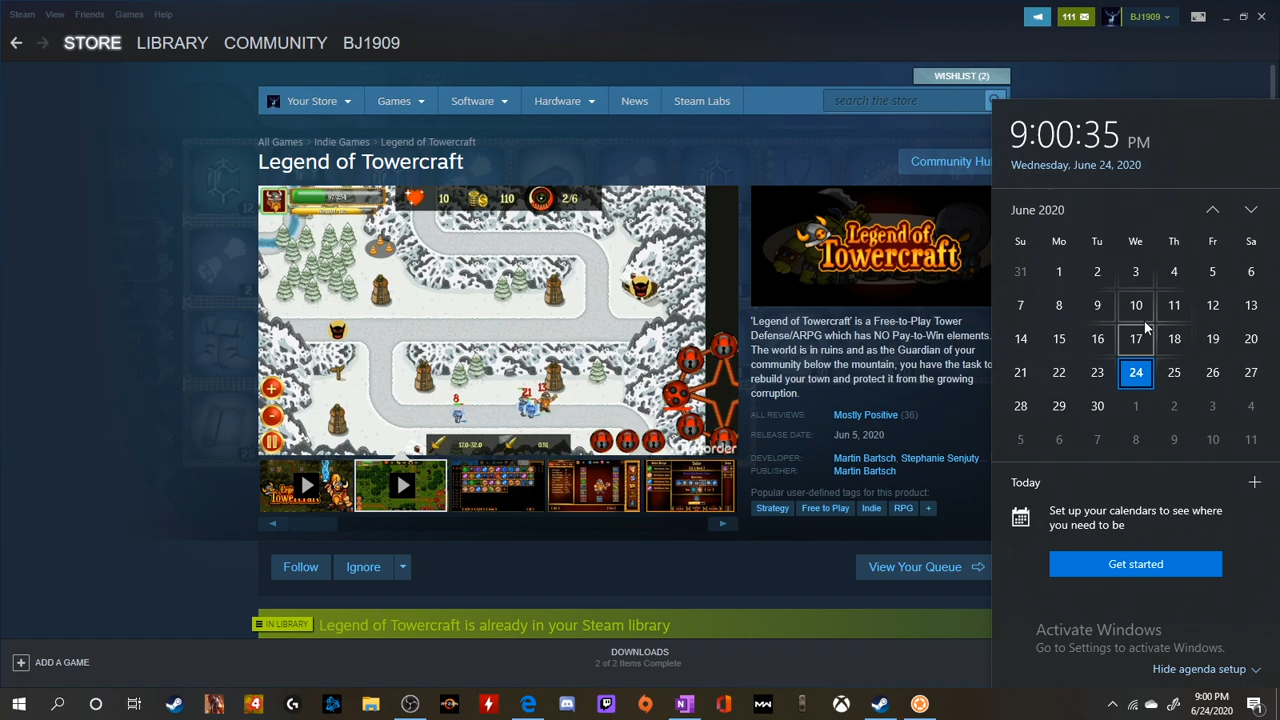 Steam View Friends Games Help
111
BJ1909
STORE LIBRARY COMMUNITY BJ1909
WISHLIST (2)
Your Store Games Software Hardware News Steam Labs
search the store
All Games > Indie Games > Legend of Towercraft
Legend of Towercraft
Community Hu
10 110 2/6
8 21 13
17.0-32.0 0.91
Legend of Towercraft
'Legend of Towercraft' is a Free-to-Play Tower
Defense/ARPG which has NO Pay-to-Win elements.
The world is in ruins and as the Guardian of your
community below the mountain, you have the task to
rebuild your town and protect it from the growing
corruption.
ALL REVIEWS: Mostly Positive (36)
RELEASE DATE: Jun 5, 2020
DEVELOPER: Martin Bartsch, Stephanie Senjuty...
PUBLISHER: Martin Bartsch
Popular user-defined tags for this product:
Strategy Free to Play Indie RPG +
Follow Ignore
View Your Queue
IN LIBRARY Legend of Towercraft is already in your Steam library
ADD A GAME
DOWNLOADS
2 of 2 Items Complete
9:00:35 PM
Wednesday, June 24, 2020
June 2020
Su Mo Tu We Th Fr Sa
31 1 2 3 4 5 6
7 8 9 10 11 12 13
14 15 16 17 18 19 20
21 22 23 24 25 26 27
28 29 30 1 2 3 4
5 6 7 8 9 10 11
Today
Set up your calendars to see where
you need to be
Get started
Activate Windows
Go to Settings to activate Windows.
Hide agenda setup
9:00 PM
6/24/2020